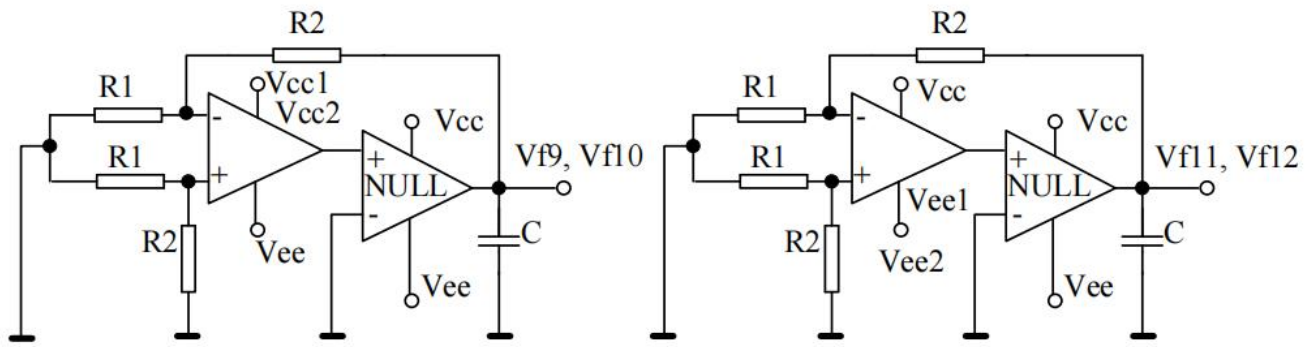 R2
R1
Vcc1
Vcc2
-
Vcc
R1
+
+
NULL
-
Vf9, Vf10
R2
Vee
C
Vee
R2
R1
Vcc
-
Vcc
R1
+
+
NULL
-
Vf11, Vf12
Vee1
R2
Vee2
C
Vee